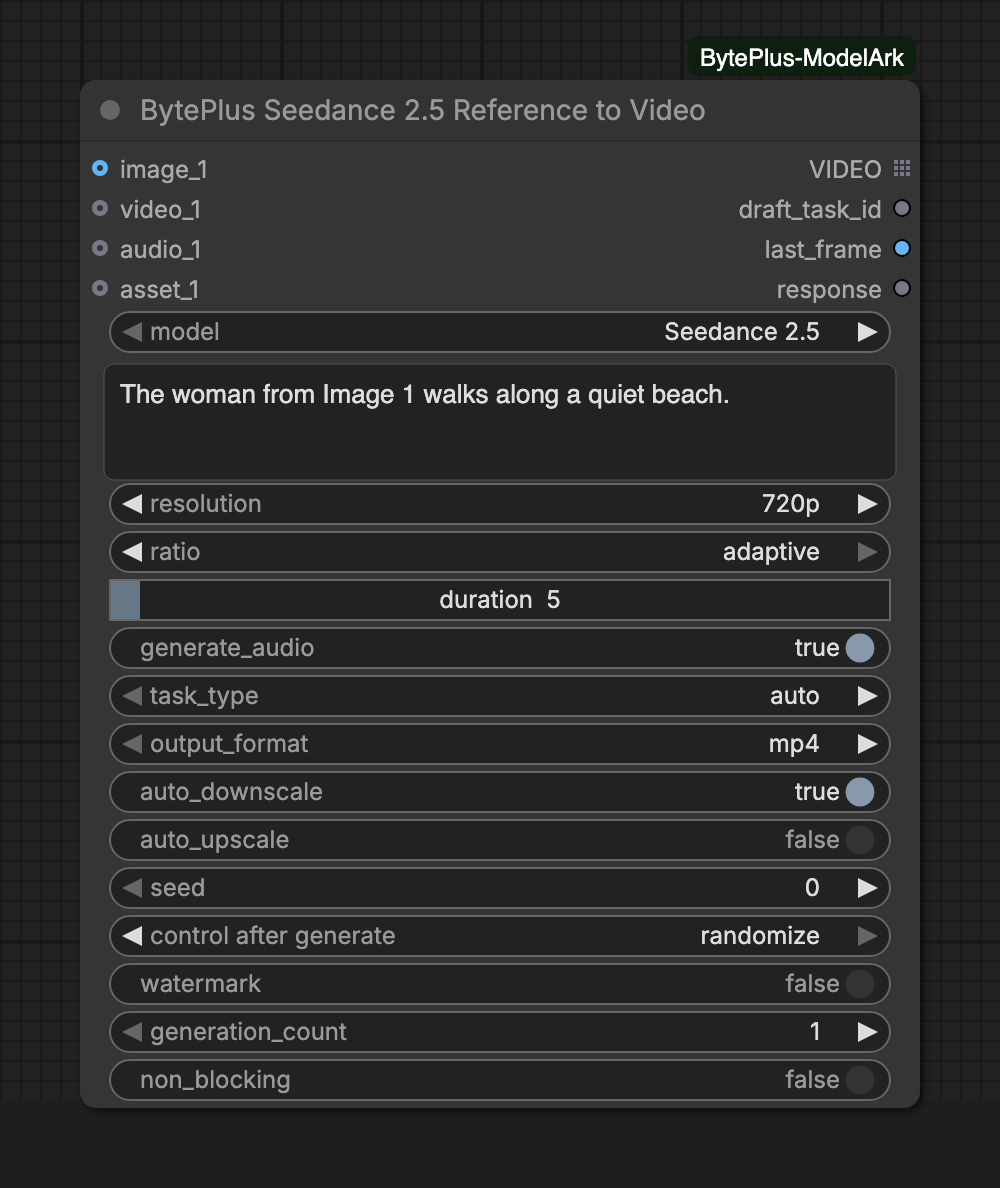 BytePlus-ModelArk
BytePlus Seedance 2.5 Reference to Video
image_1 VIDEO
video_1 draft_task_id
audio_1 last_frame
asset_1 response
model Seedance 2.5
The woman from Image 1 walks along a quiet beach.
resolution 720p
ratio adaptive
duration 5
generate_audio true
task_type auto
output_format mp4
auto_downscale true
auto_upscale false
seed 0
control after generate randomize
watermark false
generation_count 1
non_blocking false